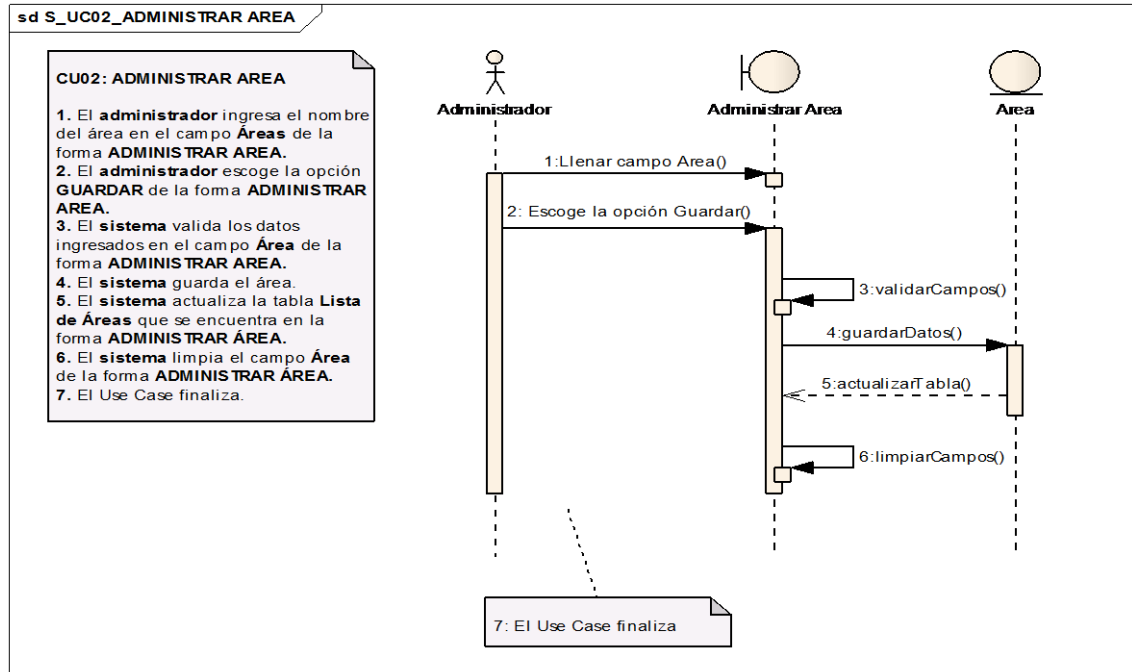 sd S_UC02_ADMINISTRAR AREA
CU02: ADMINISTRAR AREA
1. El administrador ingresa el nombre
del área en el campo Áreas de la
forma ADMINISTRAR AREA.
2. El administrador escoge la opción
GUARDAR de la forma ADMINISTRAR
AREA.
3. El sistema valida los datos
ingresados en el campo Área de la
forma ADMINISTRAR AREA.
4. El sistema guarda el área.
5. El sistema actualiza la tabla Lista
de Áreas que se encuentra en la
forma ADMINISTRAR ÁREA.
6. El sistema limpia el campo Área
de la forma ADMINISTRAR ÁREA.
7. El Use Case finaliza.
Administrador
Administrar Area
Area
1:Llenar campo Area()
2: Escoge la opción Guardar()
3:validarCampos()
4:guardarDatos()
5:actualizarTabla()
6:limpiarCampos()
7: El Use Case finaliza